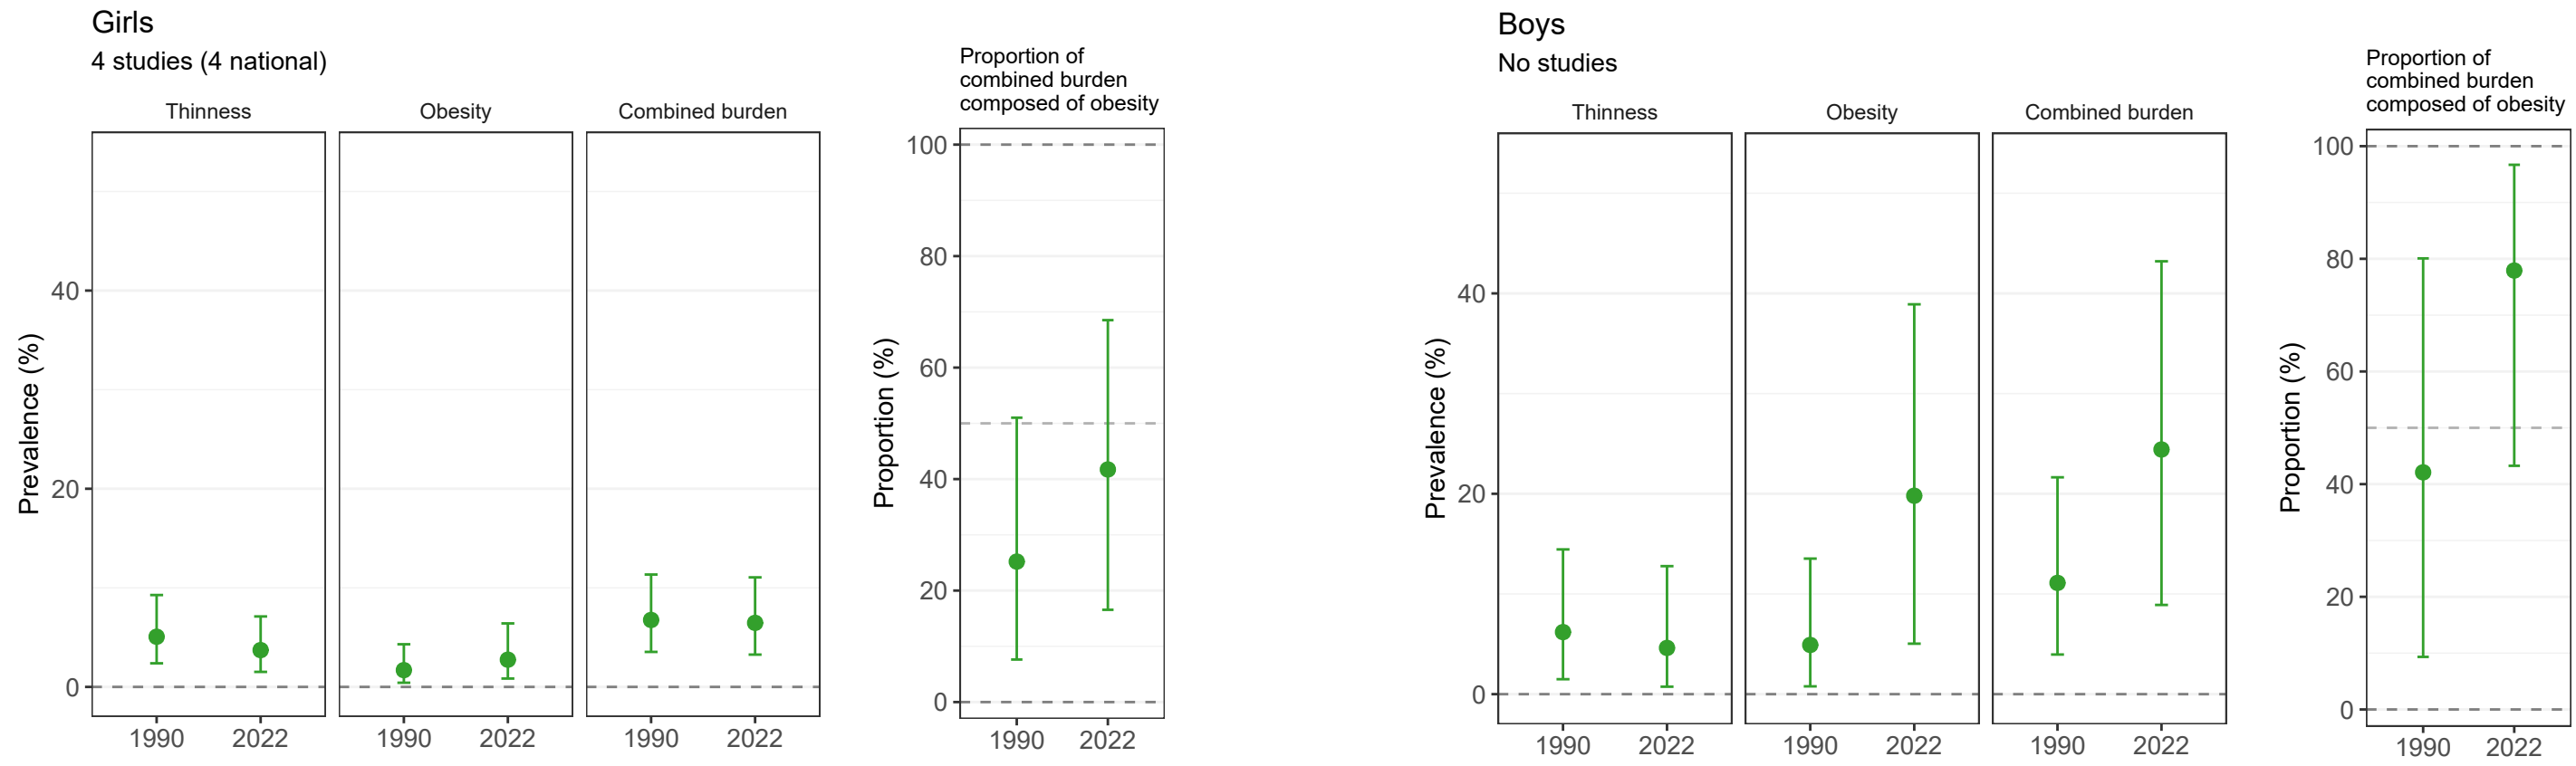 Girls
4 studies (4 national)
Thinness
Obesity
Combined burden
Prevalence (%)
40
20
0
1990 2022
1990 2022
1990 2022
Proportion of
combined burden
composed of obesity
Proportion (%)
100
80
60
40
20
0
1990 2022
Boys
No studies
Thinness
Obesity
Combined burden
Prevalence (%)
40
20
0
1990 2022
1990 2022
1990 2022
Proportion of
combined burden
composed of obesity
Proportion (%)
100
80
60
40
20
0
1990 2022